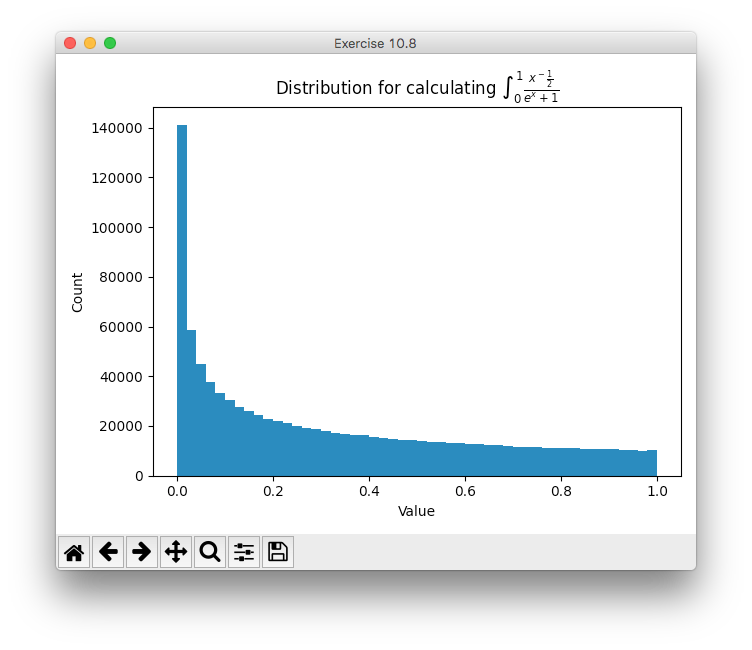 Exercise 10.8
Distribution for calculating ∫₀¹ x^(-1/2)/(eˣ+1)
140000
120000
100000
80000
60000
40000
20000
0
Count
0.0 0.2 0.4 0.6 0.8 1.0
Value